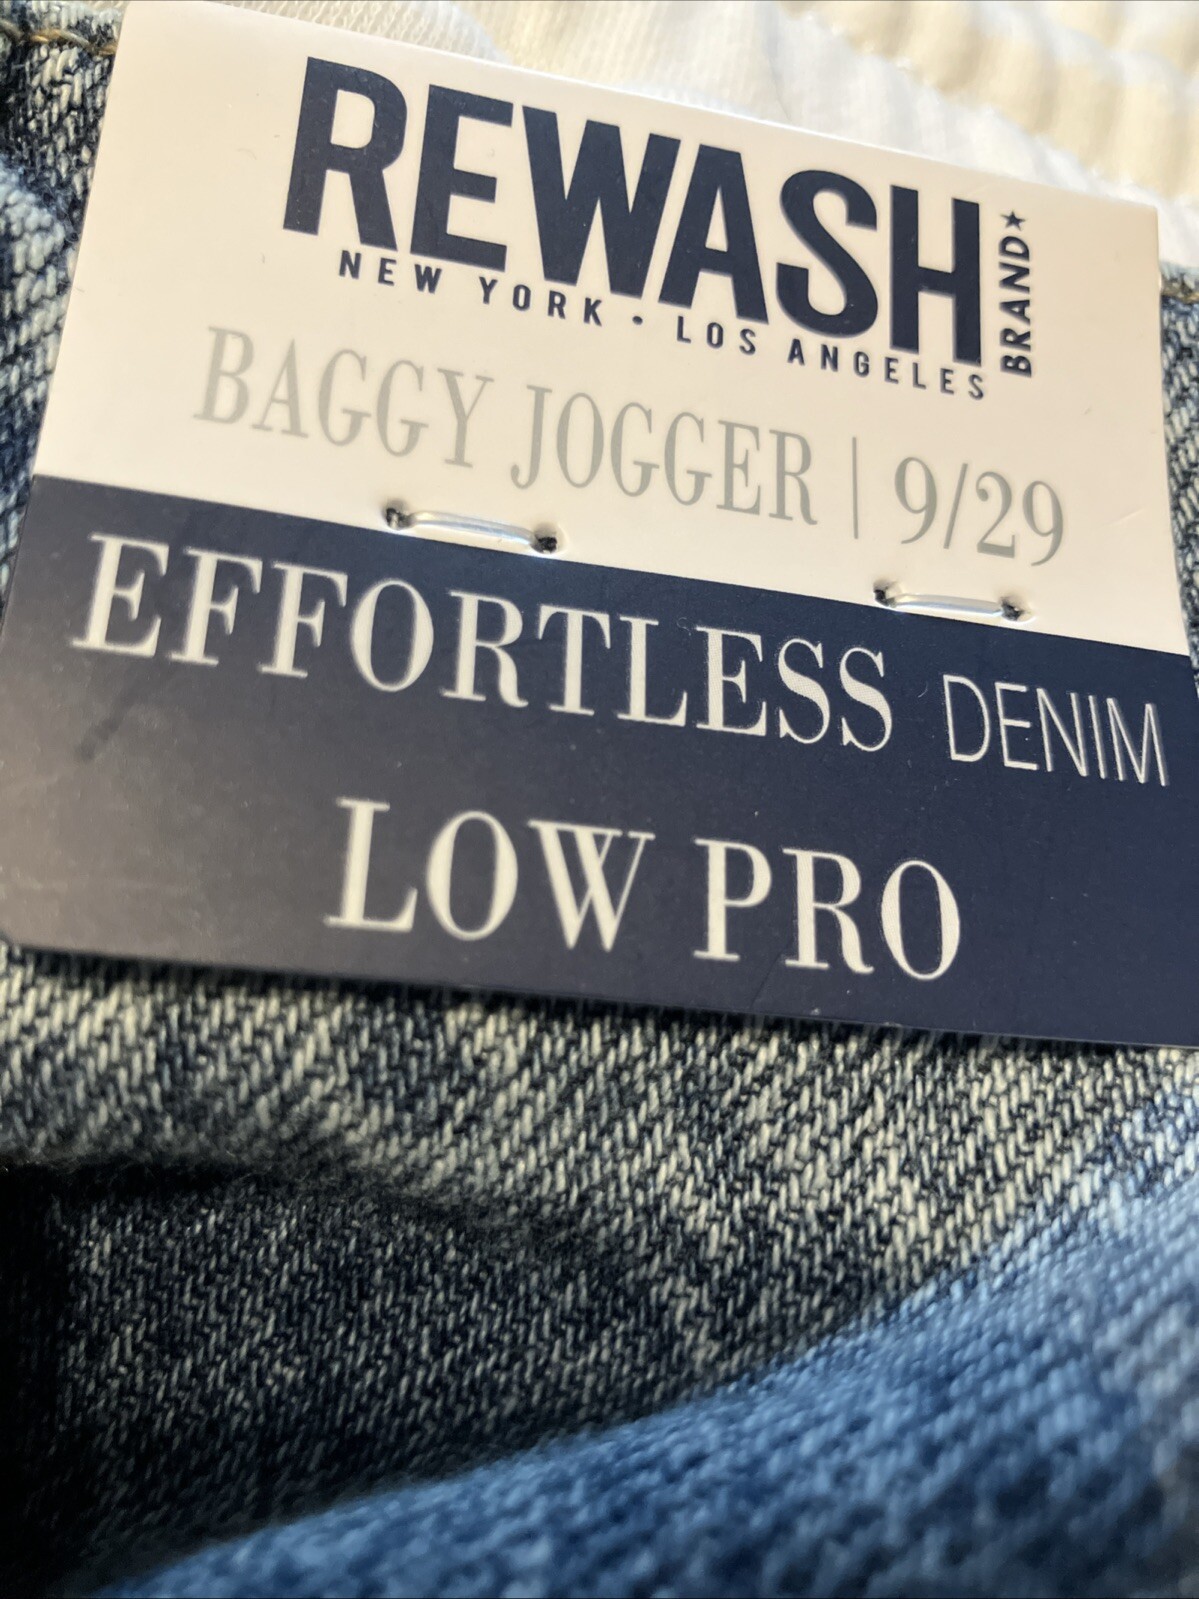 REWASH BRAND★
NEW YORK • LOS ANGELES
BAGGY JOGGER | 9/29
EFFORTLESS DENIM
LOW PRO